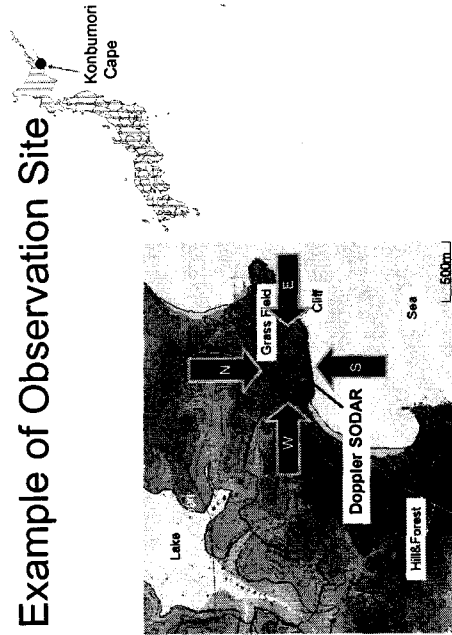 Example of Observation Site
Konbumori
Cape
Lake
N
Grass Field
W
E
Cliff
Doppler SODAR
S
Sea
Hill&Forest
500m